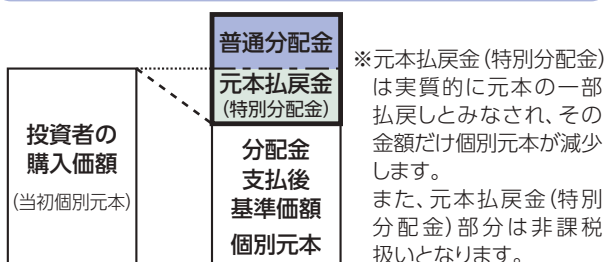 普通分配金
元本払戻金
(特別分配金)
投資者の
購入価額
(当初個別元本)
分配金
支払後
基準価額
個別元本
※元本払戻金(特別分配金)
は実質的に元本の一部
払戻しとみなされ、その
金額だけ個別元本が減少
します。
また、元本払戻金(特別
分配金)部分は非課税
扱いとなります。